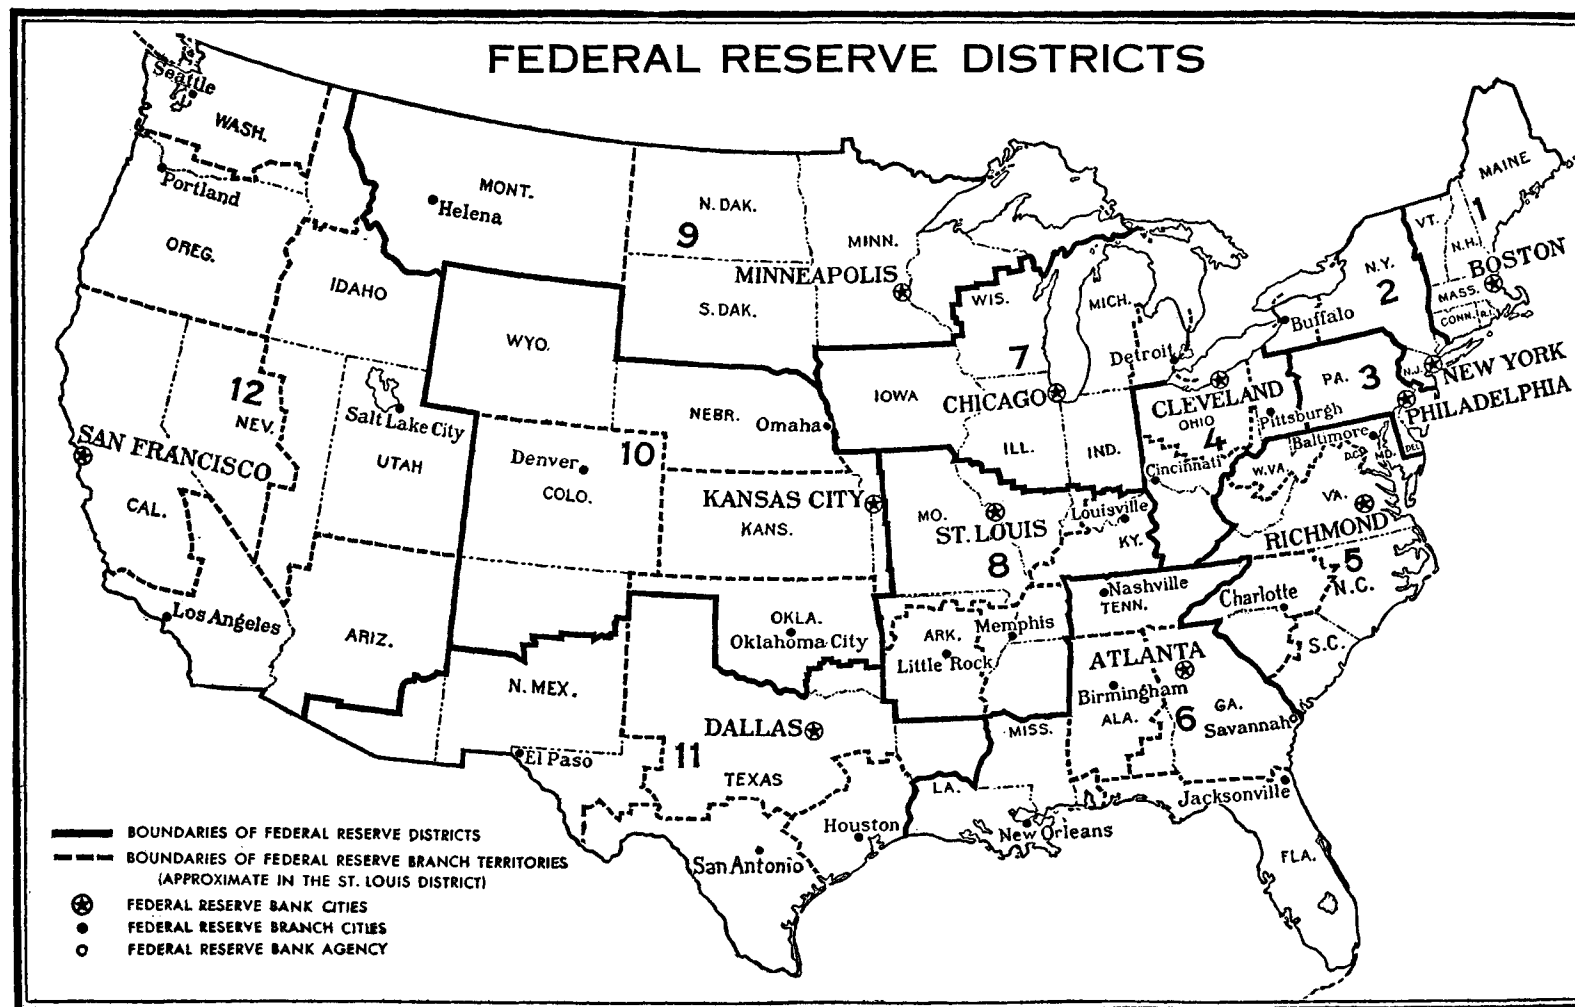 FEDERAL RESERVE DISTRICTS
Seattle
WASH.
Portland
OREG.
MONT.
Helena
IDAHO
N. DAK.
9
MINN.
MINNEAPOLIS
S. DAK.
WYO.
WIS.
MICH.
7
Detroit
MAINE
VT.
1
N.H.
BOSTON
N.Y.
2
MASS.
CONN.
R.I.
Buffalo
12
NEV.
SAN FRANCISCO
CAL.
Salt Lake City
UTAH
NEBR.
Omaha
IOWA
CHICAGO
ILL.
IND.
CLEVELAND
OHIO
4
Cincinnati
Pittsburgh
PA.
3
N.J.
NEW YORK
PHILADELPHIA
Baltimore
DEL.
D.C.
MD.
W.VA.
VA.
RICHMOND
Denver
10
COLO.
KANSAS CITY
KANS.
MO.
ST. LOUIS
8
Louisville
KY.
5
N.C.
Charlotte
S.C.
Nashville
TENN.
Memphis
Los Angeles
ARIZ.
N. MEX.
OKLA.
Oklahoma City
ARK.
Little Rock
ATLANTA
Birmingham
ALA.
6
GA.
Savannah
DALLAS
11
El Paso
TEXAS
MISS.
LA.
Jacksonville
Houston
New Orleans
San Antonio
FLA.
BOUNDARIES OF FEDERAL RESERVE DISTRICTS
BOUNDARIES OF FEDERAL RESERVE BRANCH TERRITORIES
(APPROXIMATE IN THE ST. LOUIS DISTRICT)
FEDERAL RESERVE BANK CITIES
FEDERAL RESERVE BRANCH CITIES
FEDERAL RESERVE BANK AGENCY